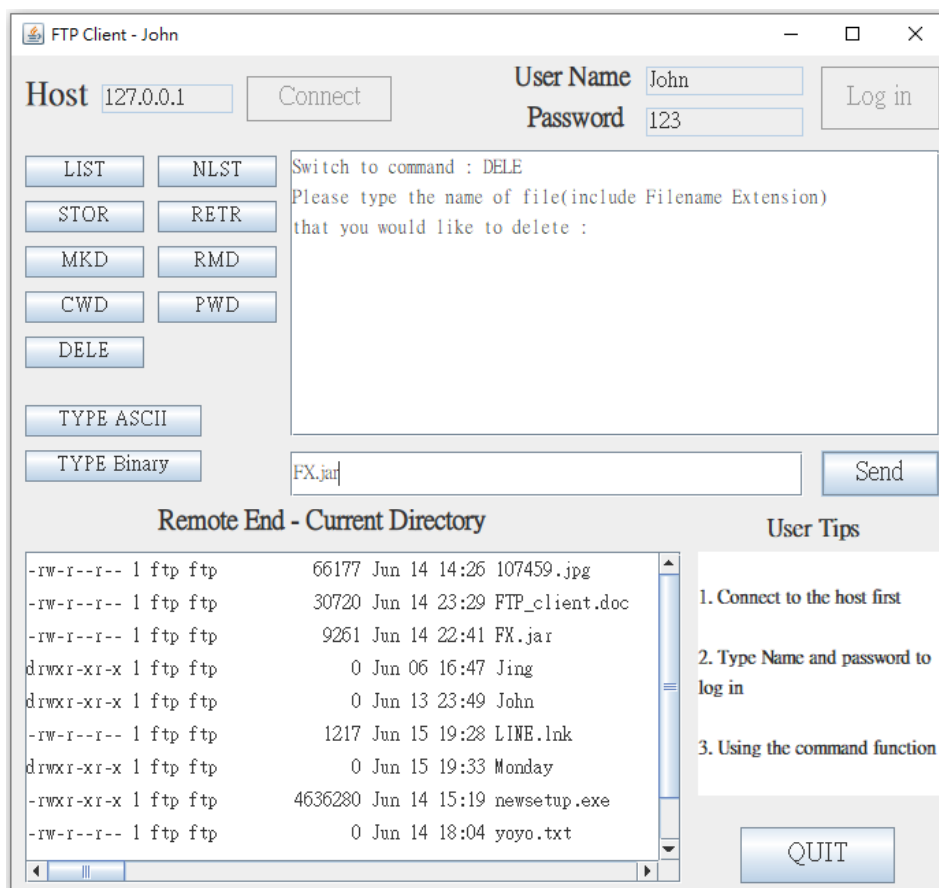 FTP Client - John
Host 127.0.0.1 Connect
User Name John
Password 123
Log in
LIST NLST
STOR RETR
MKD RMD
CWD PWD
DELE
TYPE ASCII
TYPE Binary
Switch to command : DELE
Please type the name of file(include Filename Extension)
that you would like to delete :
FX.jar
Send
Remote End - Current Directory
-rw-r--r-- 1 ftp ftp 66177 Jun 14 14:26 107459.jpg
-rw-r--r-- 1 ftp ftp 30720 Jun 14 23:29 FTP_client.doc
-rw-r--r-- 1 ftp ftp 9261 Jun 14 22:41 FX.jar
drwxr-xr-x 1 ftp ftp 0 Jun 06 16:47 Jing
drwxr-xr-x 1 ftp ftp 0 Jun 13 23:49 John
-rw-r--r-- 1 ftp ftp 1217 Jun 15 19:28 LINE.lnk
drwxr-xr-x 1 ftp ftp 0 Jun 15 19:33 Monday
-rwxr-xr-x 1 ftp ftp 4636280 Jun 14 15:19 newsetup.exe
-rw-r--r-- 1 ftp ftp 0 Jun 14 18:04 yoyo.txt
User Tips
1. Connect to the host first
2. Type Name and password to
log in
3. Using the command function
QUIT